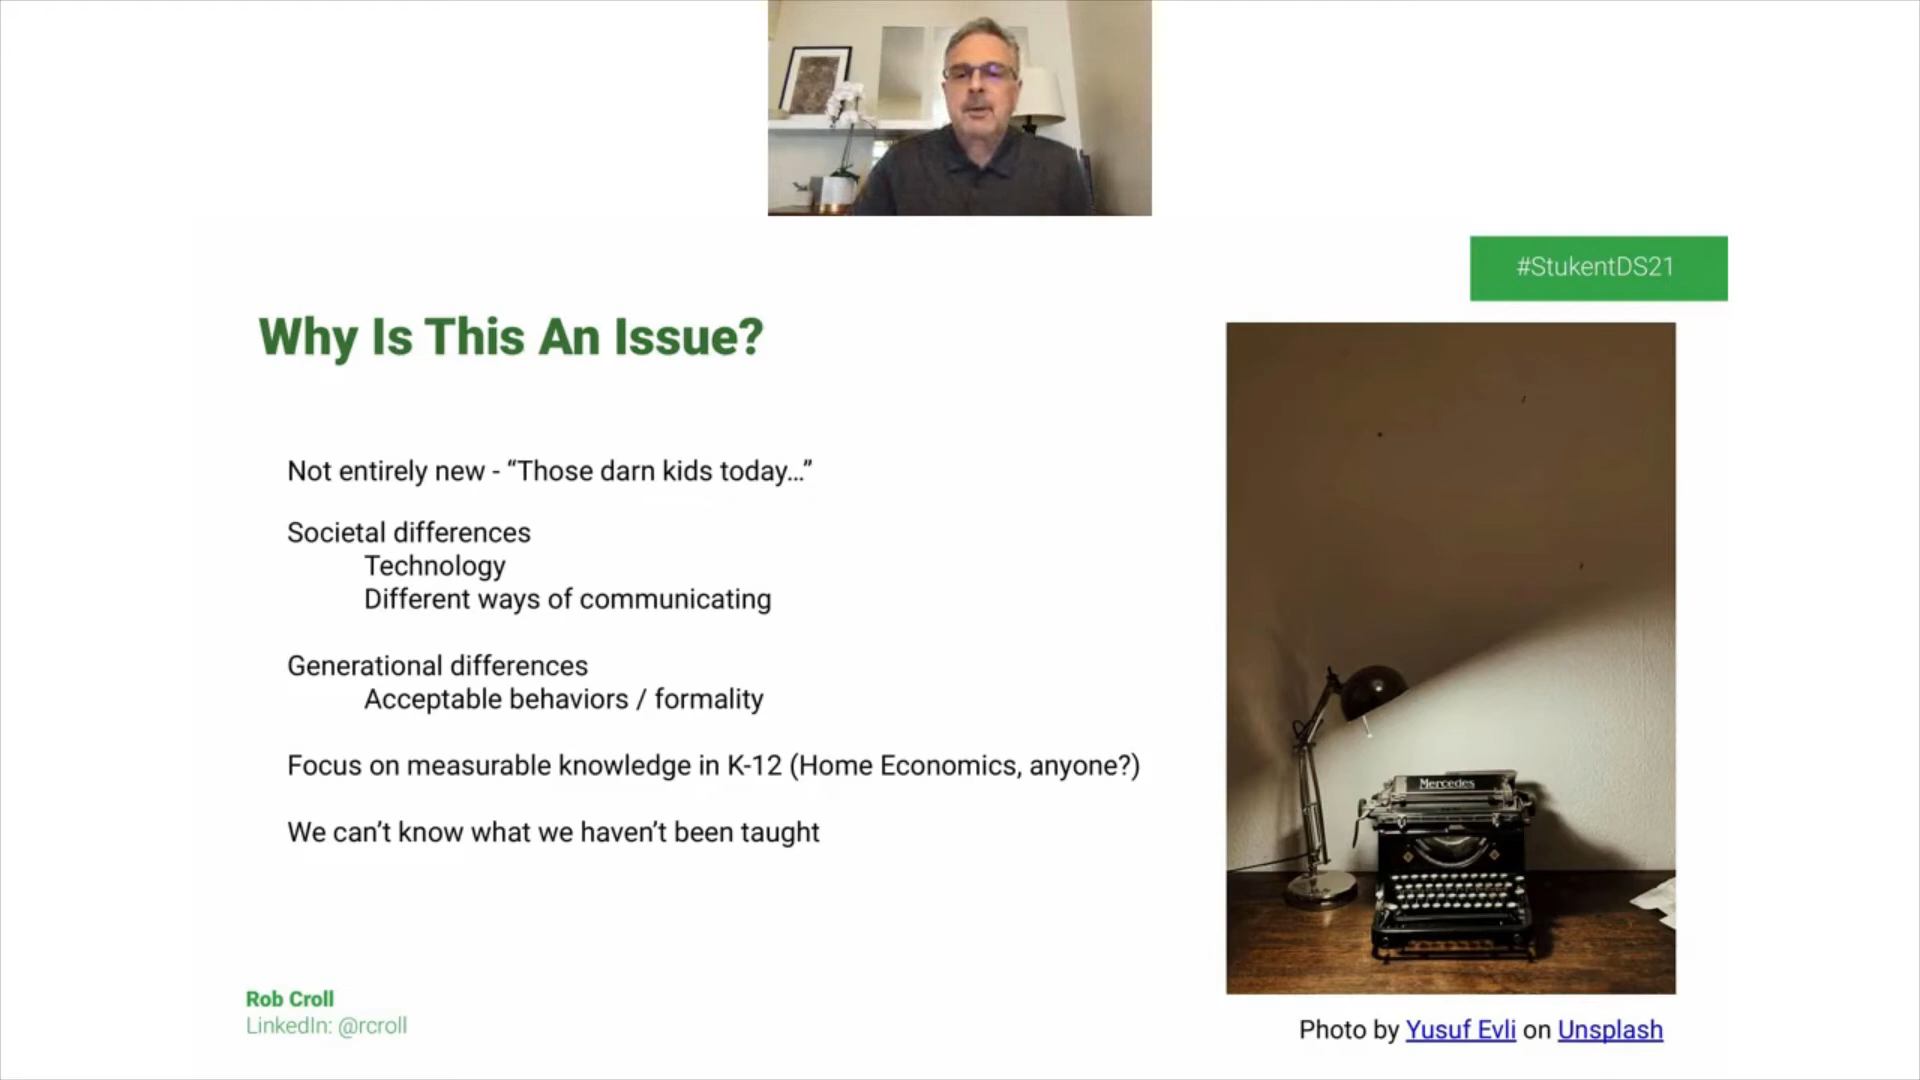 #StukentDS21
Why Is This An Issue?
Not entirely new - “Those darn kids today…”
Societal differences
Technology
Different ways of communicating
Generational differences
Acceptable behaviors / formality
Focus on measurable knowledge in K-12 (Home Economics, anyone?)
We can’t know what we haven’t been taught
Mercedes
Rob Croll
LinkedIn: @rcroll
Photo by Yusuf Evli on Unsplash